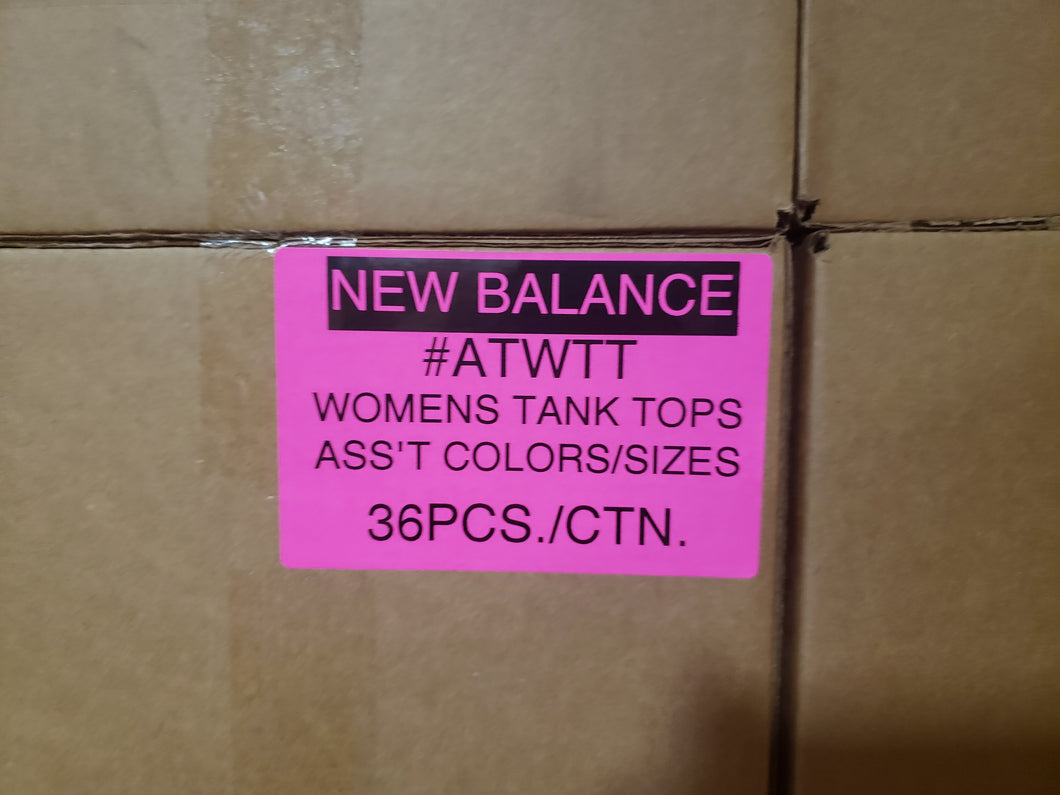 NEW BALANCE
#ATWTT
WOMENS TANK TOPS
ASS'T COLORS/SIZES
36PCS./CTN.